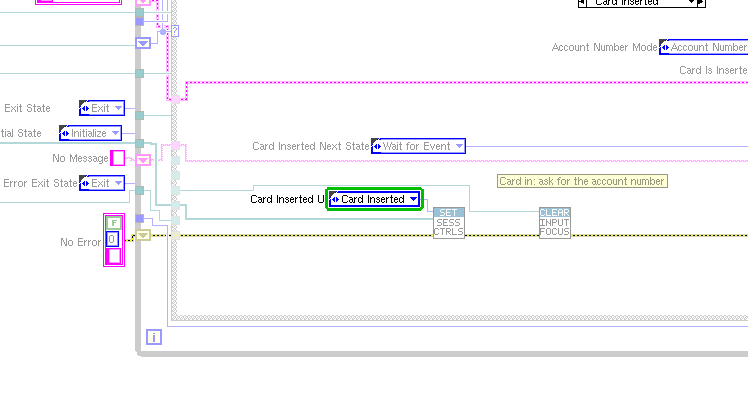 Card Inserted
Account Number Mode
Account Number
Card Is Inserte
Exit State
Exit
tial State
Initialize
Card Inserted Next State
Wait for Event
No Message
Error Exit State
Exit
Card in: ask for the account number
Card Inserted U
Card Inserted
SET
SESS
CTRLS
CLEAR
INPUT
FOCUS
F
0
No Error
?
i